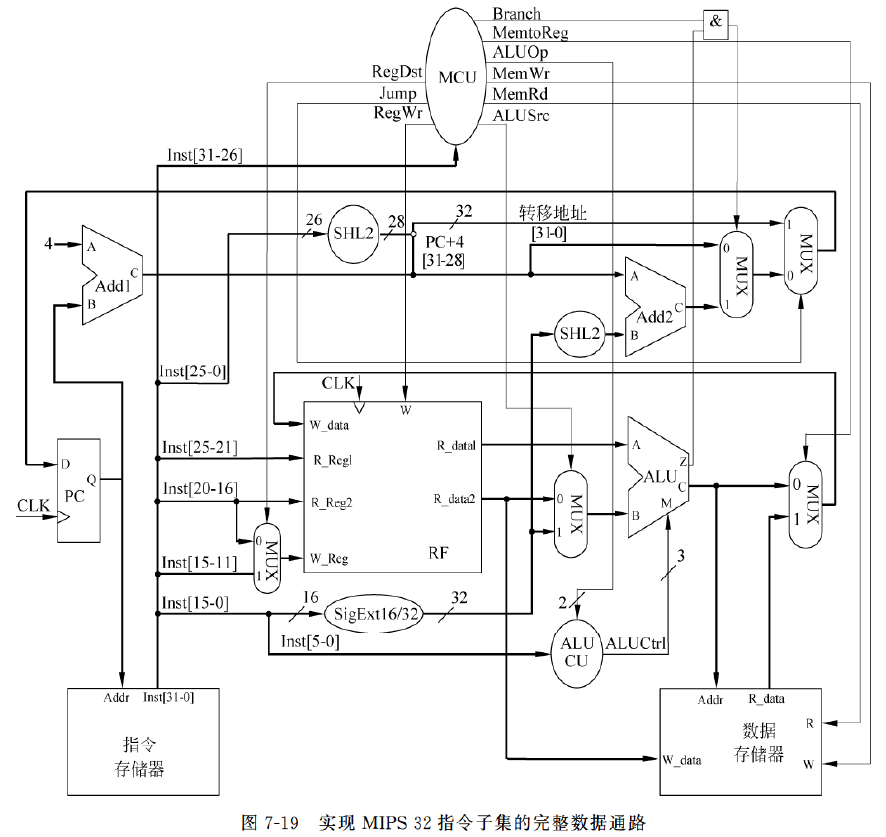 Branch
MemtoReg
&
ALUOp
RegDst
MCU
MemWr
Jump
MemRd
RegWr
ALUSrc
Inst[31-26]
26
SHL2
28
32
转移地址
[31-0]
PC+4
[31-28]
1
MUX
0
4
A
B
C
Add1
0
MUX
1
A
B
C
Add2
SHL2
Inst[25-0]
CLK
W
W_data
R_data1
Inst[25-21]
R_Reg1
Inst[20-16]
R_Reg2
R_data2
W_Reg
RF
0
MUX
1
Inst[15-11]
D
Q
PC
CLK
0
MUX
1
A
Z
ALU
C
B
M
0
MUX
1
Inst[15-0]
16
SigExt16/32
32
2
3
Inst[5-0]
ALU
CU
ALUCtrl
Addr
Inst[31-0]
指令
存储器
Addr
R_data
R
数据
存储器
W_data
W
图 7-19 实现 MIPS 32 指令子集的完整数据通路